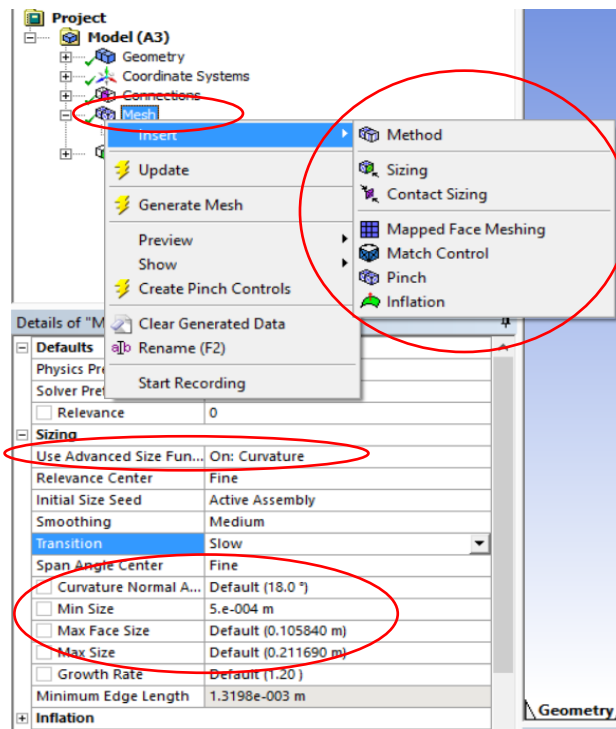 Project
Model (A3)
Geometry
Coordinate Systems
Connections
Mesh
Insert
Method
Sizing
Contact Sizing
Mapped Face Meshing
Match Control
Pinch
Inflation
Update
Generate Mesh
Preview
Show
Create Pinch Controls
Clear Generated Data
Rename (F2)
Start Recording
Details of "M
Defaults
Physics Pre
Solver Pref
Relevance 0
Sizing
Use Advanced Size Fun... On: Curvature
Relevance Center Fine
Initial Size Seed Active Assembly
Smoothing Medium
Transition Slow
Span Angle Center Fine
Curvature Normal A... Default (18.0 °)
Min Size 5.e-004 m
Max Face Size Default (0.105840 m)
Max Size Default (0.211690 m)
Growth Rate Default (1.20 )
Minimum Edge Length 1.3198e-003 m
Inflation
Geometry